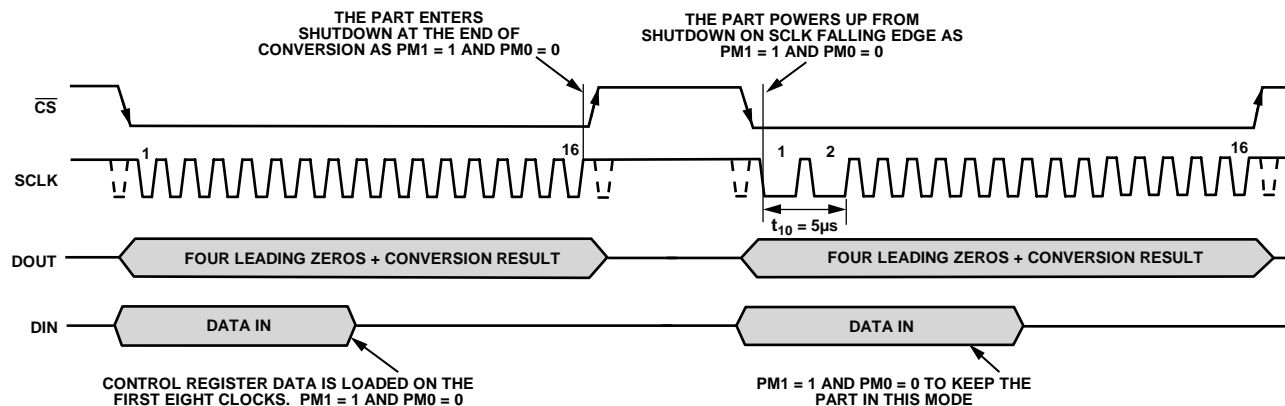 THE PART ENTERS
SHUTDOWN AT THE END OF
CONVERSION AS PM1 = 1 AND PM0 = 0
THE PART POWERS UP FROM
SHUTDOWN ON SCLK FALLING EDGE AS
PM1 = 1 AND PM0 = 0
CS
SCLK
1
16
1
2
16
t10 = 5µs
DOUT
FOUR LEADING ZEROS + CONVERSION RESULT
FOUR LEADING ZEROS + CONVERSION RESULT
DIN
DATA IN
DATA IN
CONTROL REGISTER DATA IS LOADED ON THE
FIRST EIGHT CLOCKS. PM1 = 1 AND PM0 = 0
PM1 = 1 AND PM0 = 0 TO KEEP THE
PART IN THIS MODE